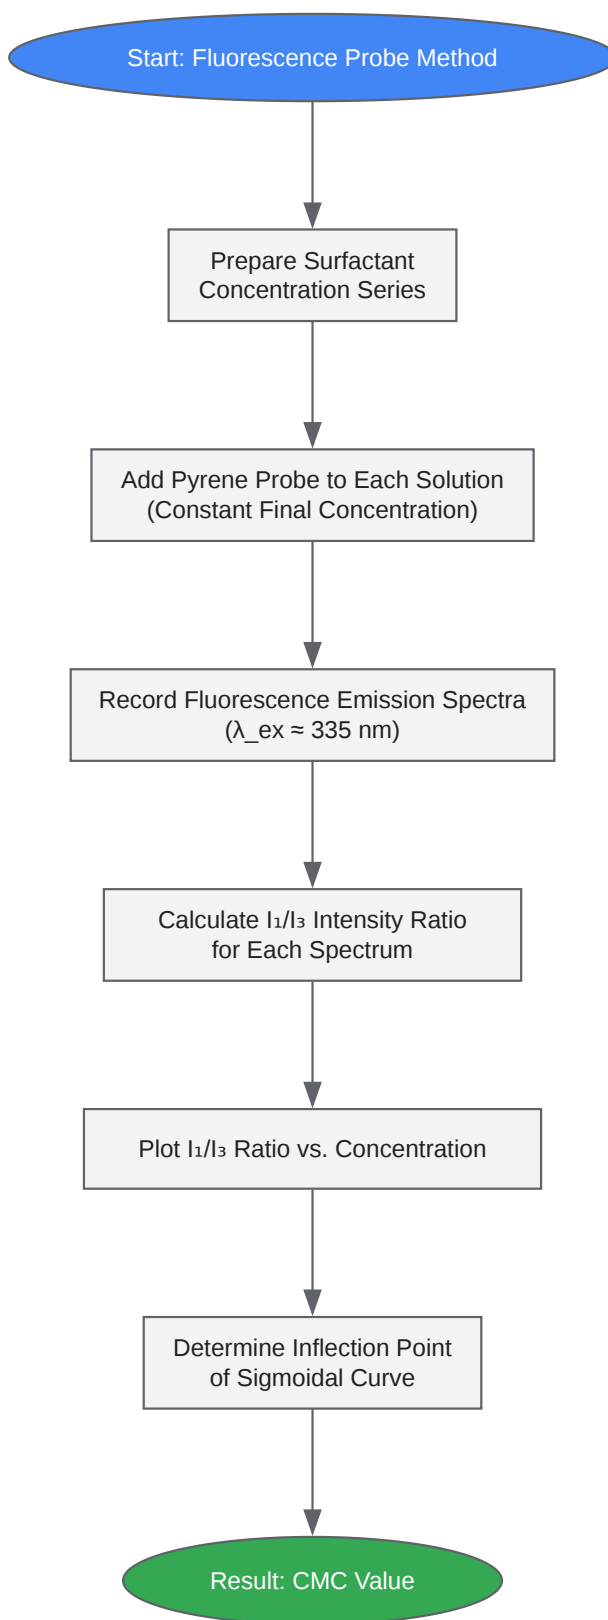 Start: Fluorescence Probe Method
Prepare Surfactant
Concentration Series
Add Pyrene Probe to Each Solution
(Constant Final Concentration)
Record Fluorescence Emission Spectra
(λ_ex ≈ 335 nm)
Calculate I₁/I₃ Intensity Ratio
for Each Spectrum
Plot I₁/I₃ Ratio vs. Concentration
Determine Inflection Point
of Sigmoidal Curve
Result: CMC Value